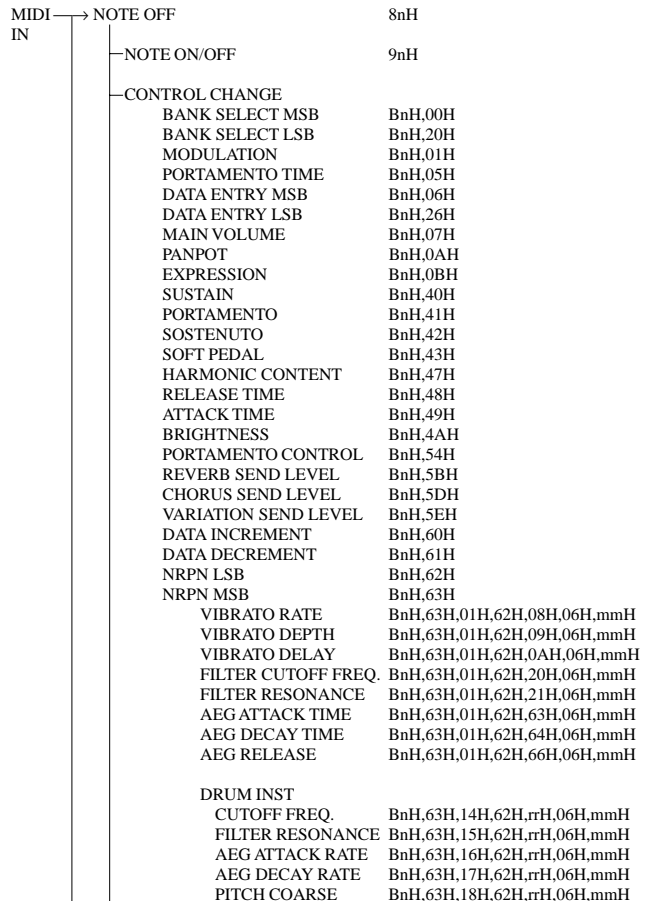 MIDI → NOTE OFF 8nH
IN
NOTE ON/OFF 9nH
CONTROL CHANGE
BANK SELECT MSB BnH,00H
BANK SELECT LSB BnH,20H
MODULATION BnH,01H
PORTAMENTO TIME BnH,05H
DATA ENTRY MSB BnH,06H
DATA ENTRY LSB BnH,26H
MAIN VOLUME BnH,07H
PANPOT BnH,0AH
EXPRESSION BnH,0BH
SUSTAIN BnH,40H
PORTAMENTO BnH,41H
SOSTENUTO BnH,42H
SOFT PEDAL BnH,43H
HARMONIC CONTENT BnH,47H
RELEASE TIME BnH,48H
ATTACK TIME BnH,49H
BRIGHTNESS BnH,4AH
PORTAMENTO CONTROL BnH,54H
REVERB SEND LEVEL BnH,5BH
CHORUS SEND LEVEL BnH,5DH
VARIATION SEND LEVEL BnH,5EH
DATA INCREMENT BnH,60H
DATA DECREMENT BnH,61H
NRPN LSB BnH,62H
NRPN MSB BnH,63H
VIBRATO RATE BnH,63H,01H,62H,08H,06H,mmH
VIBRATO DEPTH BnH,63H,01H,62H,09H,06H,mmH
VIBRATO DELAY BnH,63H,01H,62H,0AH,06H,mmH
FILTER CUTOFF FREQ. BnH,63H,01H,62H,20H,06H,mmH
FILTER RESONANCE BnH,63H,01H,62H,21H,06H,mmH
AEG ATTACK TIME BnH,63H,01H,62H,63H,06H,mmH
AEG DECAY TIME BnH,63H,01H,62H,64H,06H,mmH
AEG RELEASE BnH,63H,01H,62H,66H,06H,mmH
DRUM INST
CUTOFF FREQ. BnH,63H,14H,62H,rrH,06H,mmH
FILTER RESONANCE BnH,63H,15H,62H,rrH,06H,mmH
AEG ATTACK RATE BnH,63H,16H,62H,rrH,06H,mmH
AEG DECAY RATE BnH,63H,17H,62H,rrH,06H,mmH
PITCH COARSE BnH,63H,18H,62H,rrH,06H,mmH